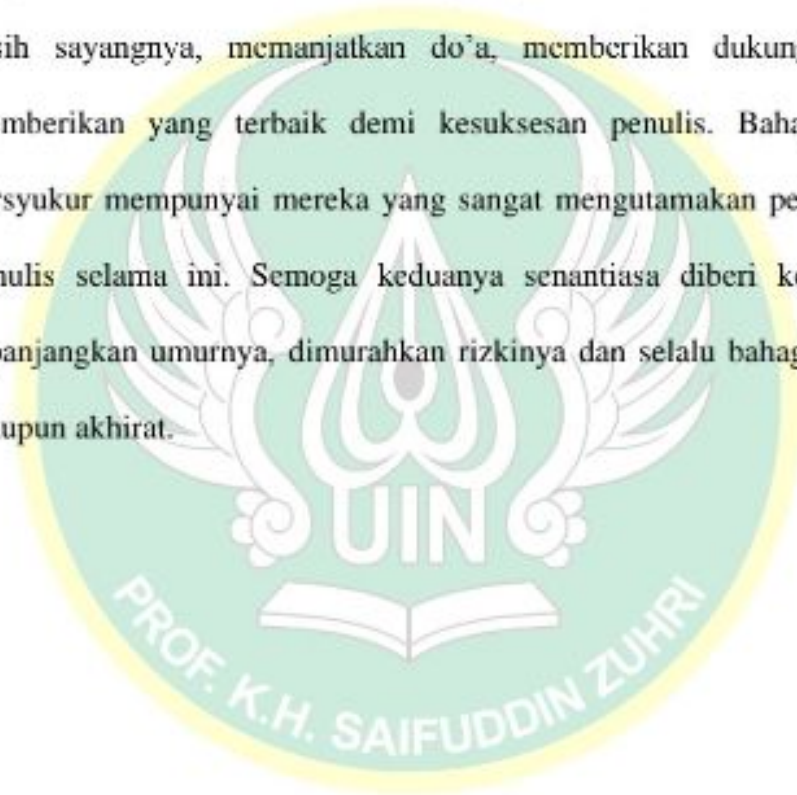 sih sayangnya, memanjatkan do'a, memberikan dukung
mberikan yang terbaik demi kesuksesan penulis. Baha
rsyukur mempunyai mereka yang sangat mengutamakan pe
nulis selama ini. Semoga keduanya senantiasa diberi ke
panjangkan umurnya, dimurahkan rizkinya dan selalu bahag
upun akhirat.
UIN
PROF. K.H. SAIFUDDIN ZUHRI